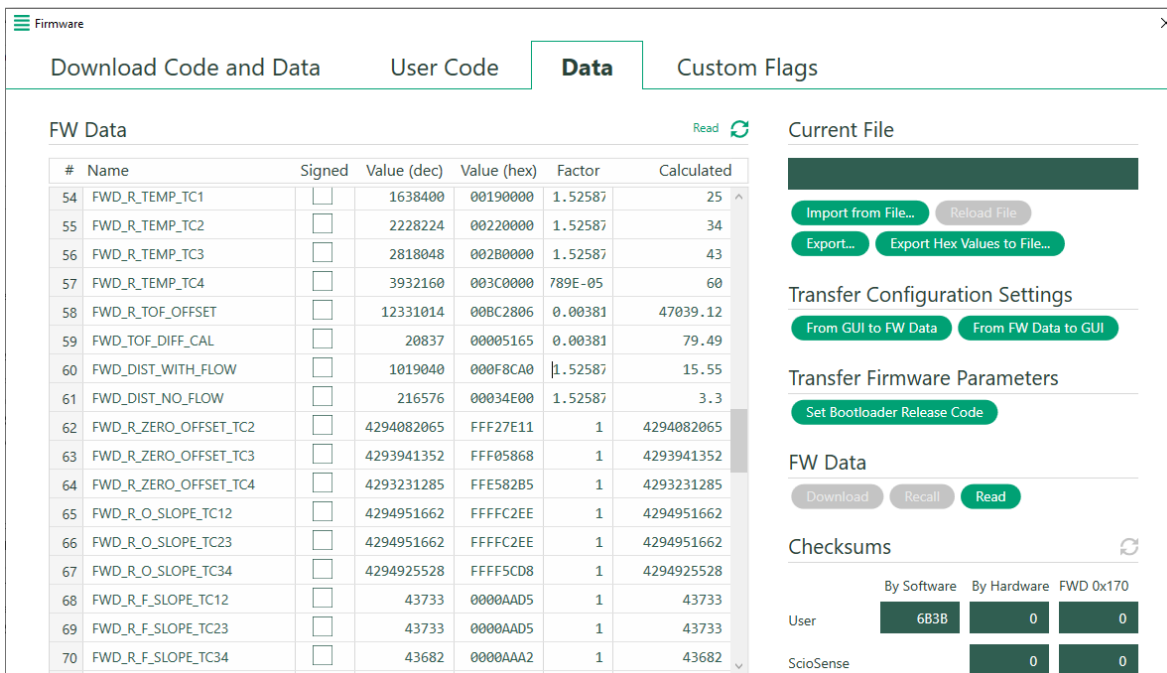 Firmware
Download Code and Data User Code Data Custom Flags
FW Data Read
# Name Signed Value (dec) Value (hex) Factor Calculated
54 FWD_R_TEMP_TC1 1638400 00190000 1.52587 25
55 FWD_R_TEMP_TC2 2228224 00220000 1.52587 34
56 FWD_R_TEMP_TC3 2818048 002B0000 1.52587 43
57 FWD_R_TEMP_TC4 3932160 003C0000 789E-05 60
58 FWD_R_TOF_OFFSET 12331014 00BC2806 0.00381 47039.12
59 FWD_TOF_DIFF_CAL 20837 00005165 0.00381 79.49
60 FWD_DIST_WITH_FLOW 1019040 000F8CA0 1.52587 15.55
61 FWD_DIST_NO_FLOW 216576 00034E00 1.52587 3.3
62 FWD_R_ZERO_OFFSET_TC2 4294082065 FFF27E11 1 4294082065
63 FWD_R_ZERO_OFFSET_TC3 4293941352 FFF05868 1 4293941352
64 FWD_R_ZERO_OFFSET_TC4 4293231285 FFE582B5 1 4293231285
65 FWD_R_O_SLOPE_TC12 4294951662 FFFFC2EE 1 4294951662
66 FWD_R_O_SLOPE_TC23 4294951662 FFFFC2EE 1 4294951662
67 FWD_R_O_SLOPE_TC34 4294925528 FFFF5CD8 1 4294925528
68 FWD_R_F_SLOPE_TC12 43733 0000AAD5 1 43733
69 FWD_R_F_SLOPE_TC23 43733 0000AAD5 1 43733
70 FWD_R_F_SLOPE_TC34 43682 0000AAA2 1 43682
Current File
Import from File... Reload File
Export... Export Hex Values to File...
Transfer Configuration Settings
From GUI to FW Data From FW Data to GUI
Transfer Firmware Parameters
Set Bootloader Release Code
FW Data
Download Recall Read
Checksums
By Software By Hardware FWD 0x170
User 6B3B 0 0
ScioSense 0 0